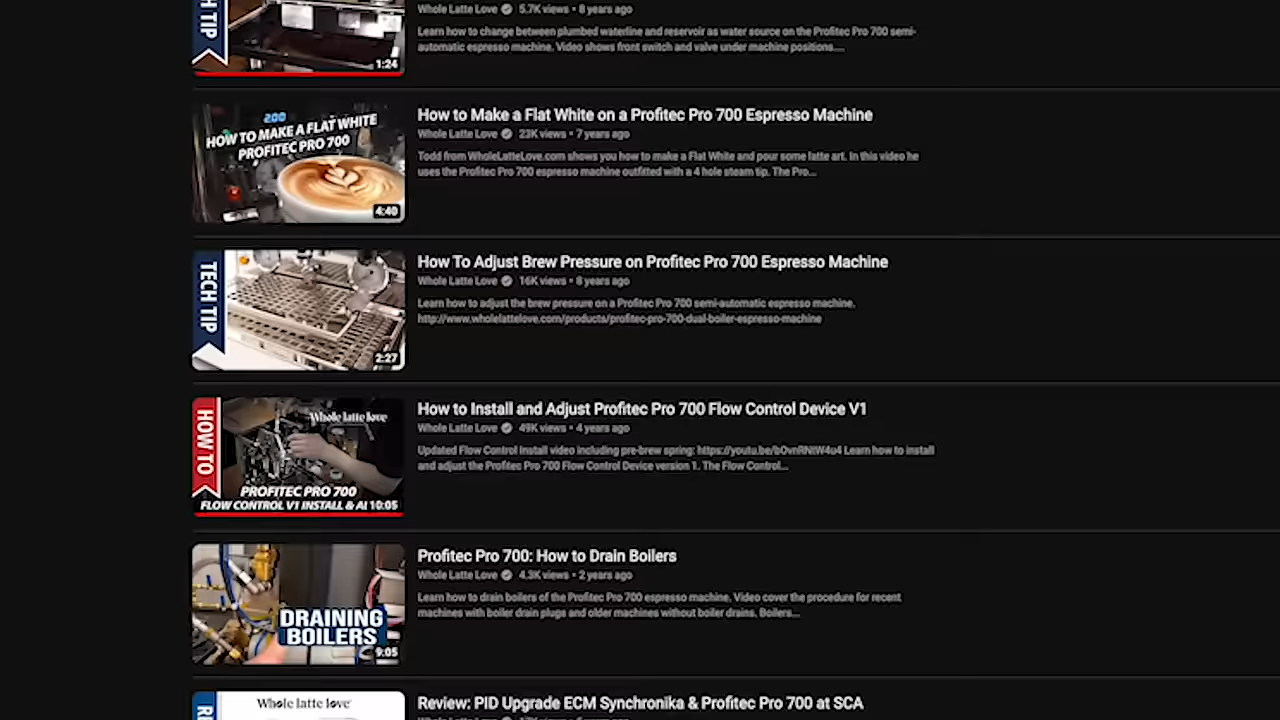 H TIP
1:24
Whole Latte Love 5.7K views • 8 years ago
Learn how to change between plumbed waterline and reservoir as water source on the Profitec Pro 700 semi-
automatic espresso machine. Video shows front switch and valve under machine positions....
200
HOW TO MAKE A FLAT WHITE
PROFITEC PRO 700
4:40
How to Make a Flat White on a Profitec Pro 700 Espresso Machine
Whole Latte Love 23K views • 7 years ago
Todd from WholeLatteLove.com shows you how to make a Flat White and pour some latte art. In this video he
uses the Profitec Pro 700 espresso machine outfitted with a 4 hole steam tip. The Pro...
TECH TIP
2:27
How To Adjust Brew Pressure on Profitec Pro 700 Espresso Machine
Whole Latte Love 16K views • 8 years ago
Learn how to adjust the brew pressure on a Profitec Pro 700 semi-automatic espresso machine.
http://www.wholelattelove.com/products/profitec-pro-700-dual-boiler-espresso-machine
HOW TO
Whole latte love
PROFITEC PRO 700
FLOW CONTROL V1 INSTALL & A
10:05
How to Install and Adjust Profitec Pro 700 Flow Control Device V1
Whole Latte Love 49K views • 4 years ago
Updated Flow Control Install video including pre-brew spring: https://youtu.be/bOvnRNtW4u4 Learn how to install
and adjust the Profitec Pro 700 Flow Control Device version 1. The Flow Control...
DRAINING
BOILERS
9:05
Profitec Pro 700: How to Drain Boilers
Whole Latte Love 4.3K views • 2 years ago
Learn how to drain boilers of the Profitec Pro 700 espresso machine. Video cover the procedure for recent
machines with boiler drain plugs and older machines without boiler drains. Boilers...
Whole latte love
Review: PID Upgrade ECM Synchronika & Profitec Pro 700 at SCA